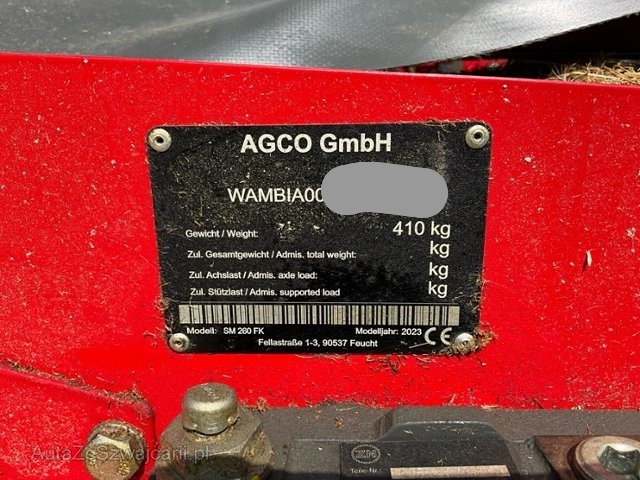 AGCO GmbH
WAMBIA00
Gewicht / Weight: 410 kg
Zul. Gesamtgewicht / Admis. total weight: kg
Zul. Achslast / Admis. axle load: kg
Zul. Stützlast / Admis. supported load kg
Modell: SM 260 FK Modelljahr: 2023 CE
Fellastraße 1-3, 90537 Feucht
Teile-Nr.:
AutaZeSzwajcarii.pl